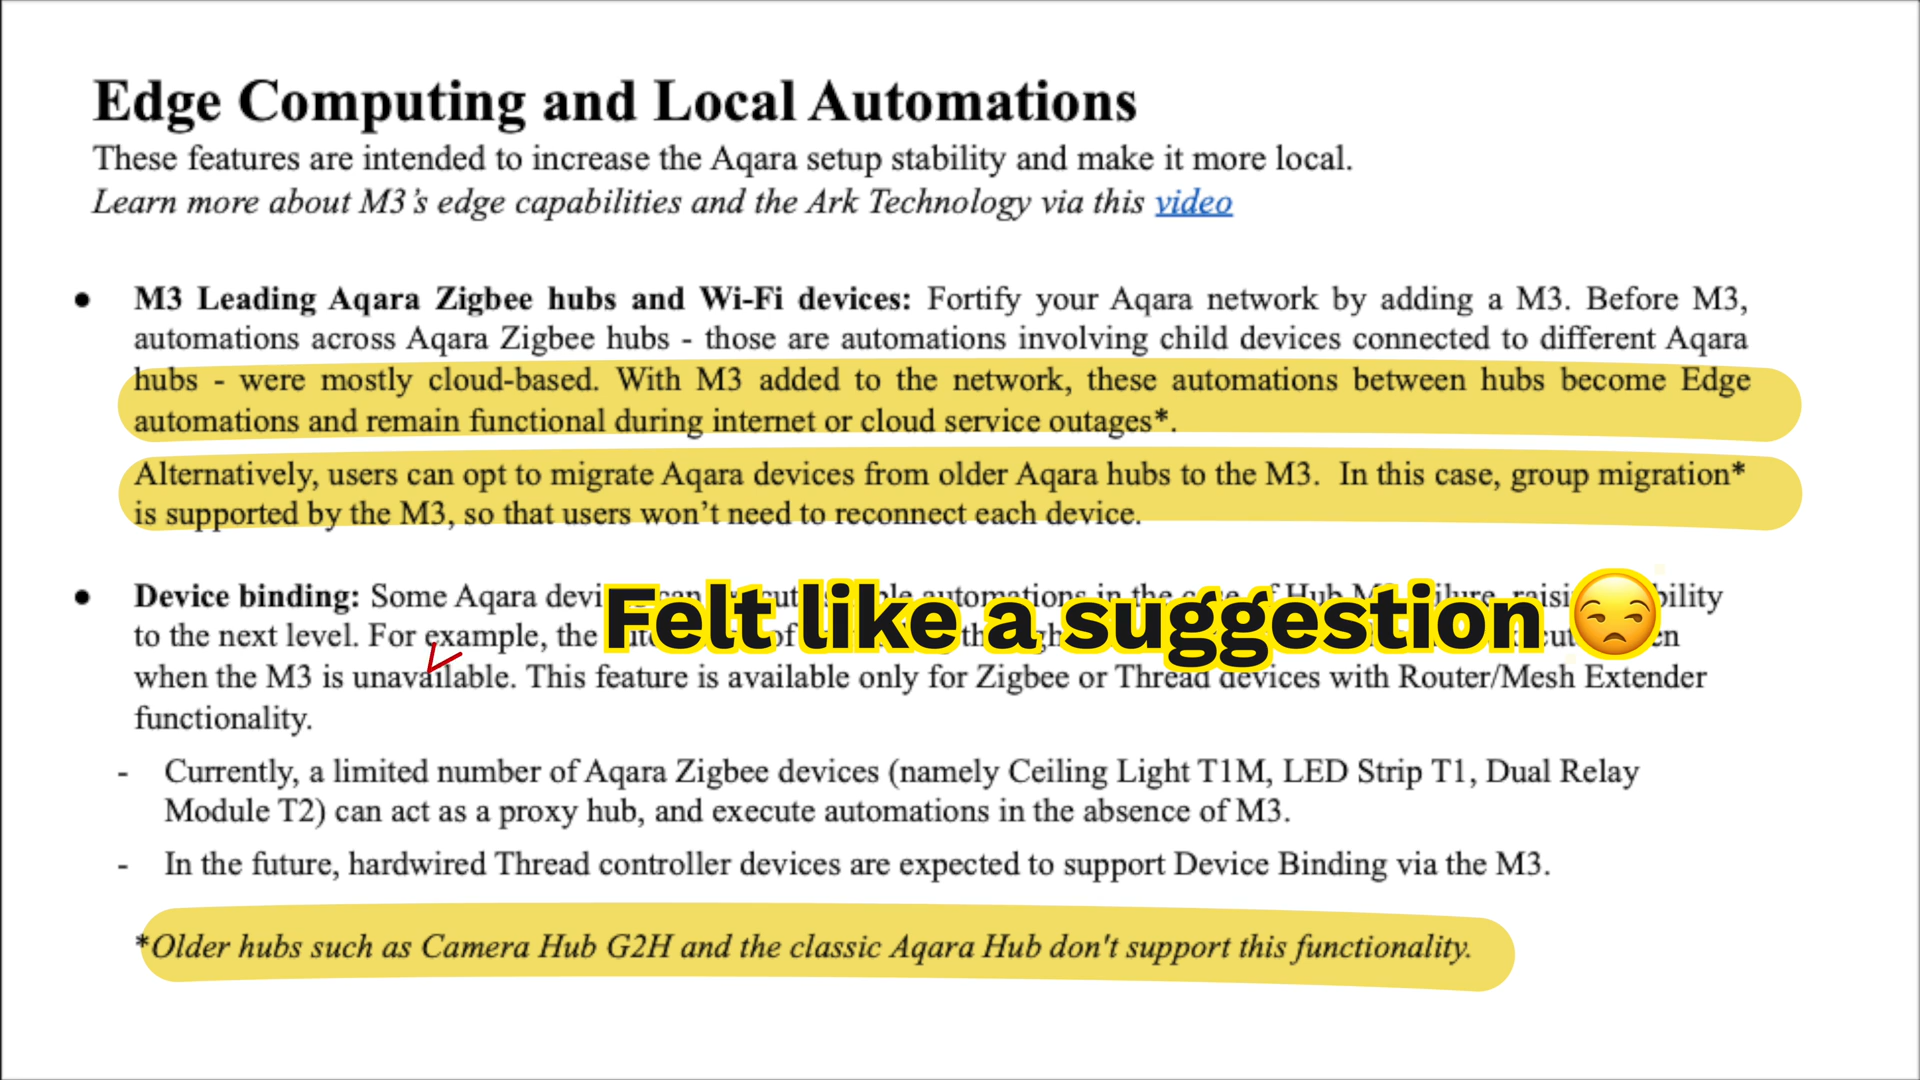 Edge Computing and Local Automations
These features are intended to increase the Aqara setup stability and make it more local.
Learn more about M3's edge capabilities and the Ark Technology via this video
● M3 Leading Aqara Zigbee hubs and Wi-Fi devices: Fortify your Aqara network by adding a M3. Before M3,
automations across Aqara Zigbee hubs - those are automations involving child devices connected to different Aqara
hubs - were mostly cloud-based. With M3 added to the network, these automations between hubs become Edge
automations and remain functional during internet or cloud service outages*.
Alternatively, users can opt to migrate Aqara devices from older Aqara hubs to the M3. In this case, group migration*
is supported by the M3, so that users won't need to reconnect each device.
● Device binding: Some Aqara automations in the of Hub
Felt like a suggestion 😒
to the next level. For example, the
when the M3 is unavailable. This feature is available only for Zigbee or Thread devices with Router/Mesh Extender
functionality.
- Currently, a limited number of Aqara Zigbee devices (namely Ceiling Light T1M, LED Strip T1, Dual Relay
Module T2) can act as a proxy hub, and execute automations in the absence of M3.
- In the future, hardwired Thread controller devices are expected to support Device Binding via the M3.
*Older hubs such as Camera Hub G2H and the classic Aqara Hub don't support this functionality.